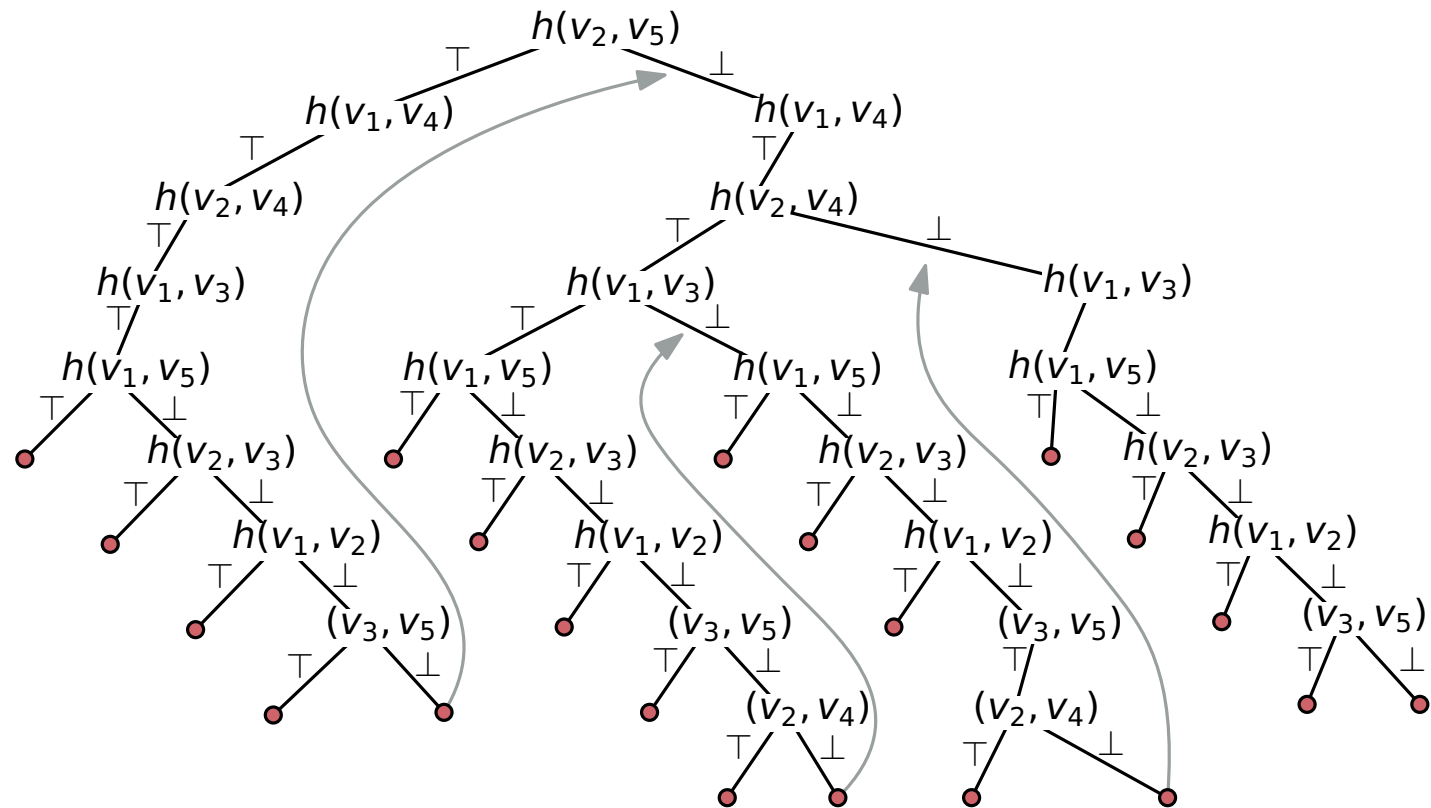 h(v₂, v₅)
⊤ ⊥
h(v₁, v₄) h(v₁, v₄)
⊤ ⊤
h(v₂, v₄) h(v₂, v₄)
⊤ ⊤ ⊥
h(v₁, v₃) h(v₁, v₃) h(v₁, v₃)
⊤ ⊤ ⊥
h(v₁, v₅) h(v₁, v₅) h(v₁, v₅) h(v₁, v₅)
⊤ ⊥ ⊤ ⊥ ⊤ ⊥ ⊤ ⊥
h(v₂, v₃) h(v₂, v₃) h(v₂, v₃) h(v₂, v₃)
⊤ ⊥ ⊤ ⊥ ⊤ ⊥ ⊤ ⊥
h(v₁, v₂) h(v₁, v₂) h(v₁, v₂) h(v₁, v₂)
⊤ ⊥ ⊤ ⊥ ⊤ ⊥ ⊤ ⊥
(v₃, v₅) (v₃, v₅) (v₃, v₅) (v₃, v₅)
⊤ ⊥ ⊤ ⊥ ⊤ ⊤ ⊥
(v₂, v₄) (v₂, v₄)
⊤ ⊥ ⊤ ⊥